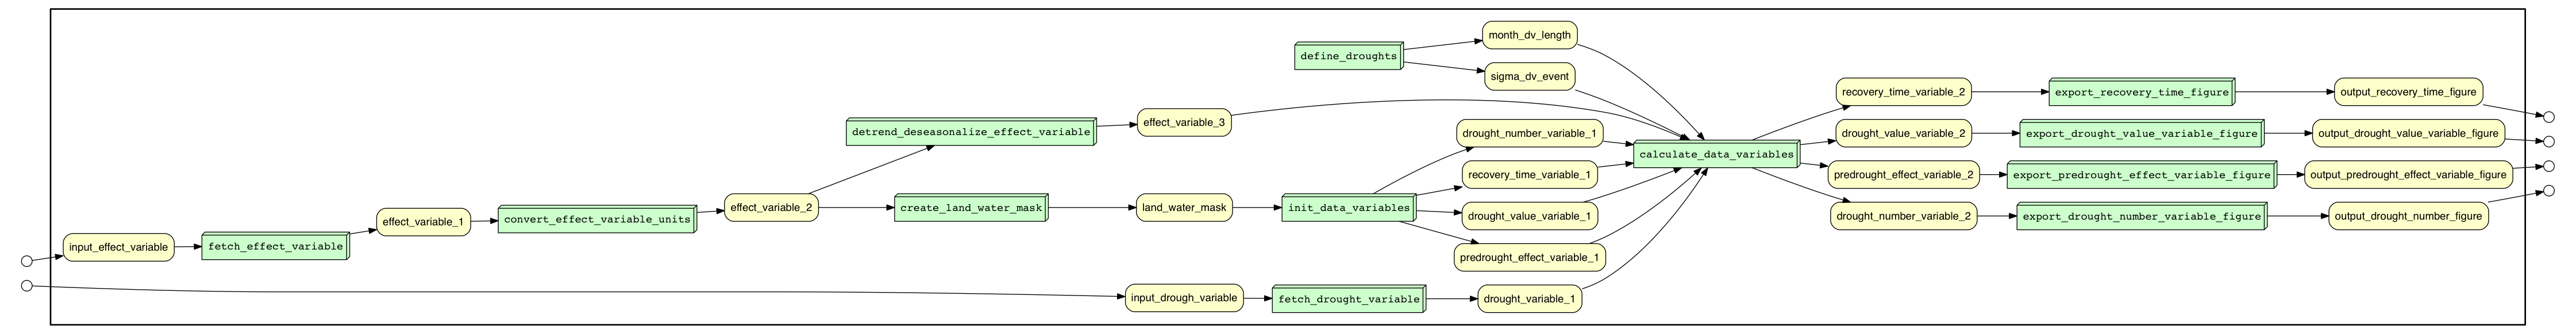 input_effect_variable
fetch_effect_variable
effect_variable_1
convert_effect_variable_units
effect_variable_2
detrend_deseasonalize_effect_variable
effect_variable_3
create_land_water_mask
land_water_mask
init_data_variables
input_drough_variable
fetch_drought_variable
drought_variable_1
define_droughts
month_dv_length
sigma_dv_event
drought_number_variable_1
recovery_time_variable_1
drought_value_variable_1
predrought_effect_variable_1
calculate_data_variables
recovery_time_variable_2
export_recovery_time_figure
output_recovery_time_figure
drought_value_variable_2
export_drought_value_variable_figure
output_drought_value_variable_figure
predrought_effect_variable_2
export_predrought_effect_variable_figure
output_predrought_effect_variable_figure
drought_number_variable_2
export_drought_number_variable_figure
output_drought_number_figure